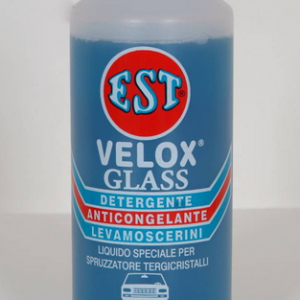 EST®
VELOX®
GLASS
DETERGENTE
ANTICONGELANTE
LEVAMOSCERINI
LIQUIDO SPECIALE PER
SPRUZZATORE TERGICRISTALLI